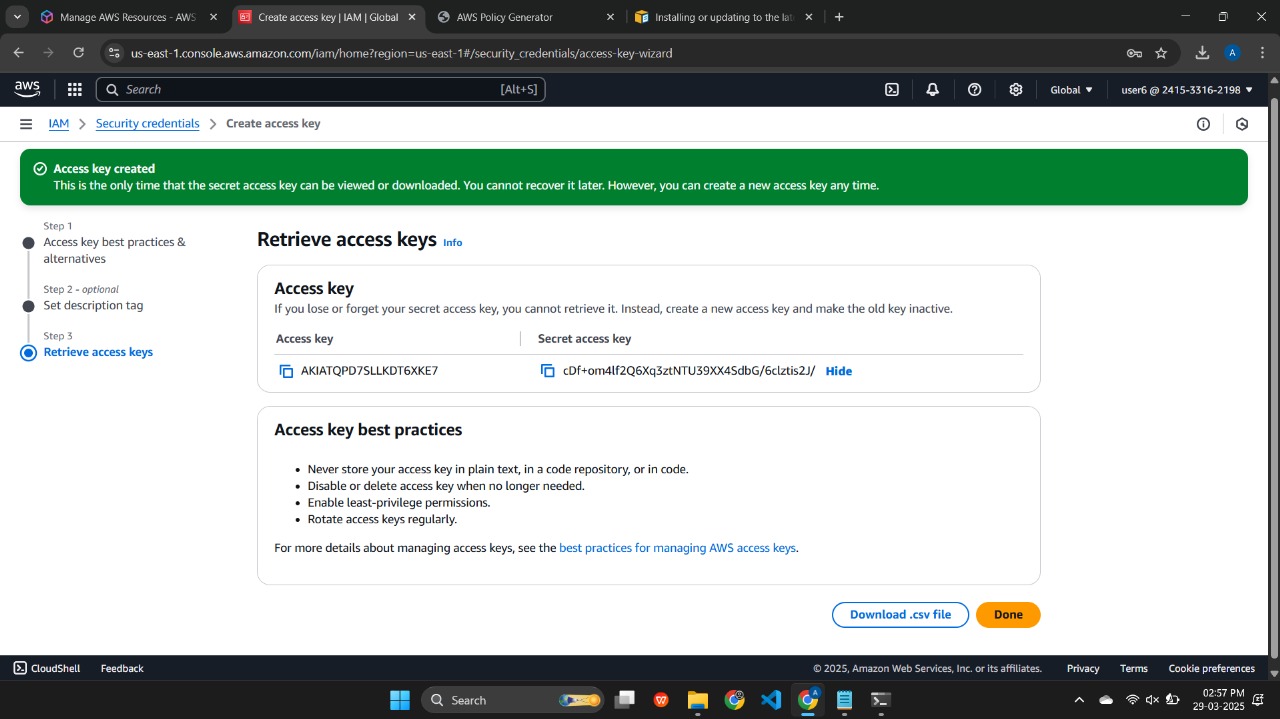 Manage AWS Resources - AWS
Create access key | IAM | Global
AWS Policy Generator
Installing or updating to the lat
us-east-1.console.aws.amazon.com/iam/home?region=us-east-1#/security_credentials/access-key-wizard
A
aws
Search
[Alt+S]
Global
user6 @ 2415-3316-2198
IAM
Security credentials
Create access key
Access key created
This is the only time that the secret access key can be viewed or downloaded. You cannot recover it later. However, you can create a new access key any time.
Step 1
Access key best practices &
alternatives
Step 2 - optional
Set description tag
Step 3
Retrieve access keys
Retrieve access keys Info
Access key
If you lose or forget your secret access key, you cannot retrieve it. Instead, create a new access key and make the old key inactive.
Access key
Secret access key
AKIATQPD7SLLKDT6XKE7
Hide
Access key best practices
• Never store your access key in plain text, in a code repository, or in code.
• Disable or delete access key when no longer needed.
• Enable least-privilege permissions.
• Rotate access keys regularly.
For more details about managing access keys, see the best practices for managing AWS access keys.
Download .csv file
Done
CloudShell
Feedback
© 2025, Amazon Web Services, Inc. or its affiliates.
Privacy
Terms
Cookie preferences
Search
02:57 PM
29-03-2025